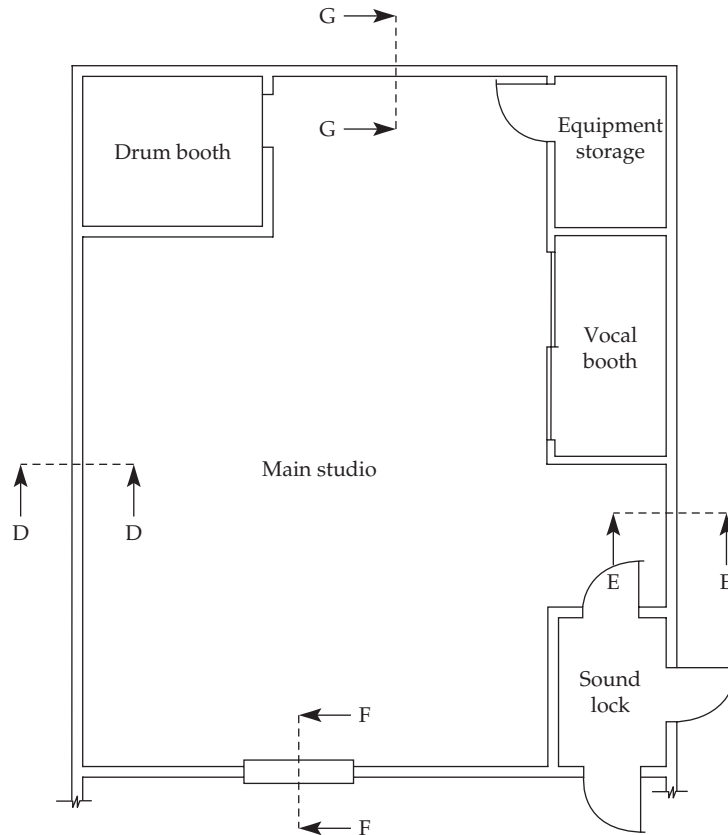 G
G
Drum booth
Equipment
storage
Vocal
booth
Main studio
D
D
E
E
Sound
lock
F
F